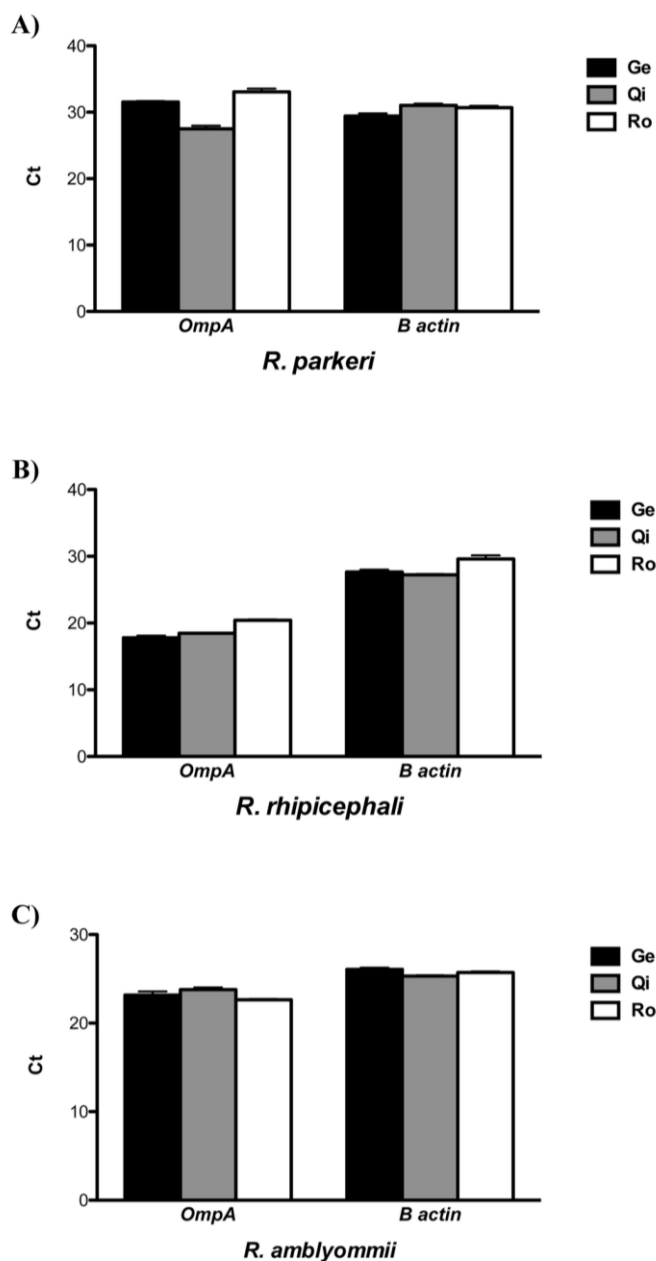 A)
40
30
20
10
0
Ct
OmpA
B actin
R. parkeri
Ge
Qi
Ro
B)
40
30
20
10
0
Ct
OmpA
B actin
R. rhipicephali
Ge
Qi
Ro
C)
30
20
10
0
Ct
OmpA
B actin
R. amblyommii
Ge
Qi
Ro